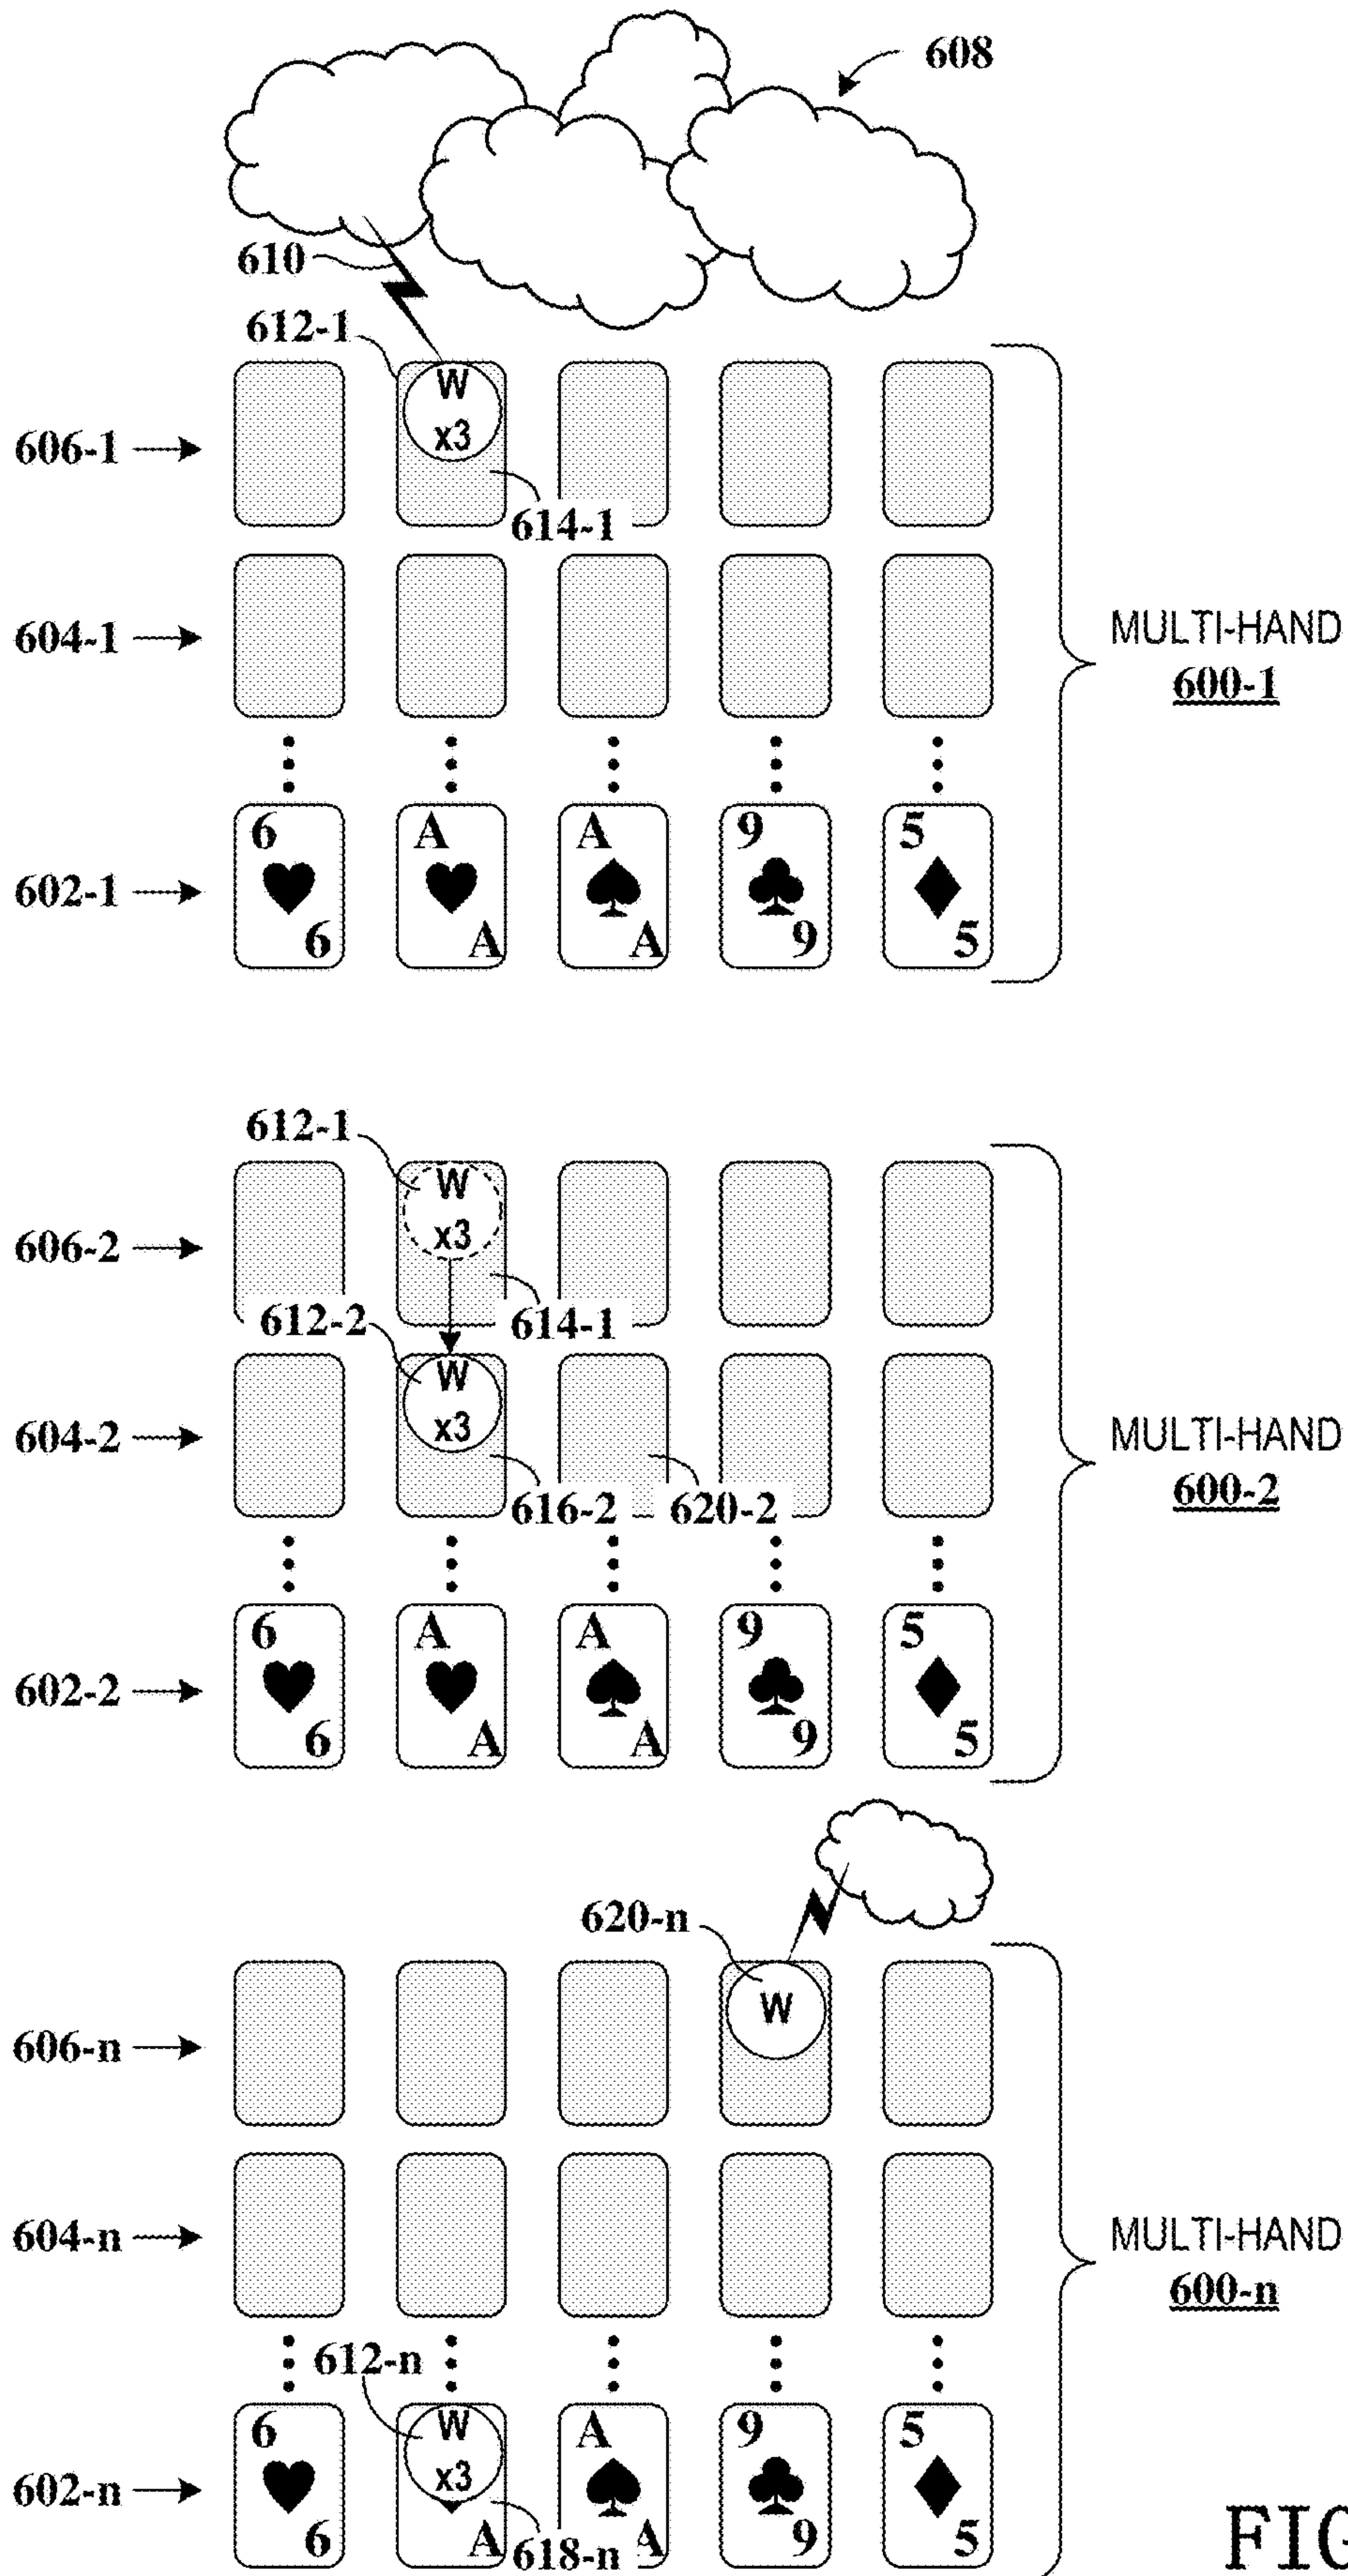 608
610
612-1
W
x3
606-1
614-1
604-1
MULTI-HAND
600-1
6 A A 9 5
602-1
6 A A 9 5
612-1
W
x3
606-2
614-1
612-2
W
x3
604-2
616-2 620-2
MULTI-HAND
600-2
6 A A 9 5
602-2
6 A A 9 5
620-n
W
606-n
604-n
MULTI-HAND
600-n
612-n
6 W A 9 5
x3
602-n
6 A A 9 5
618-n
FIG